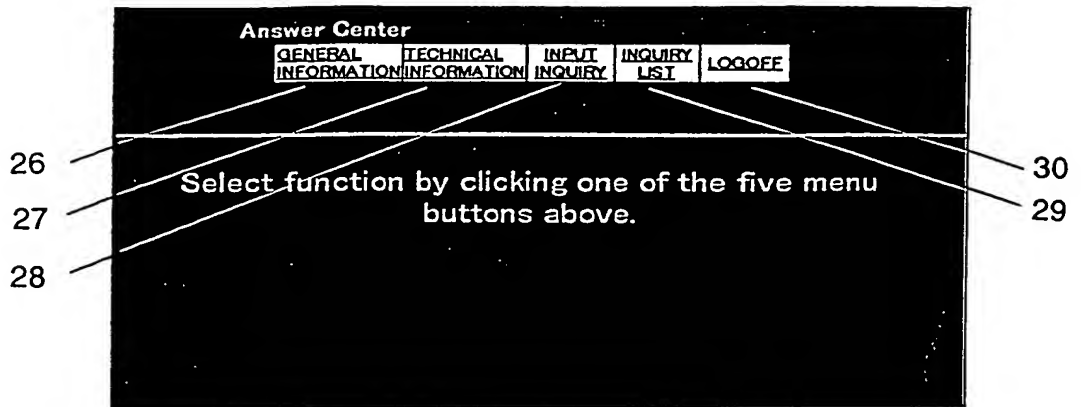 Answer Center
GENERAL INFORMATION
TECHNICAL INFORMATION
INPUT INQUIRY
INQUIRY LIST
LOGOFF
26
27
28
Select function by clicking one of the five menu
buttons above.
30
29